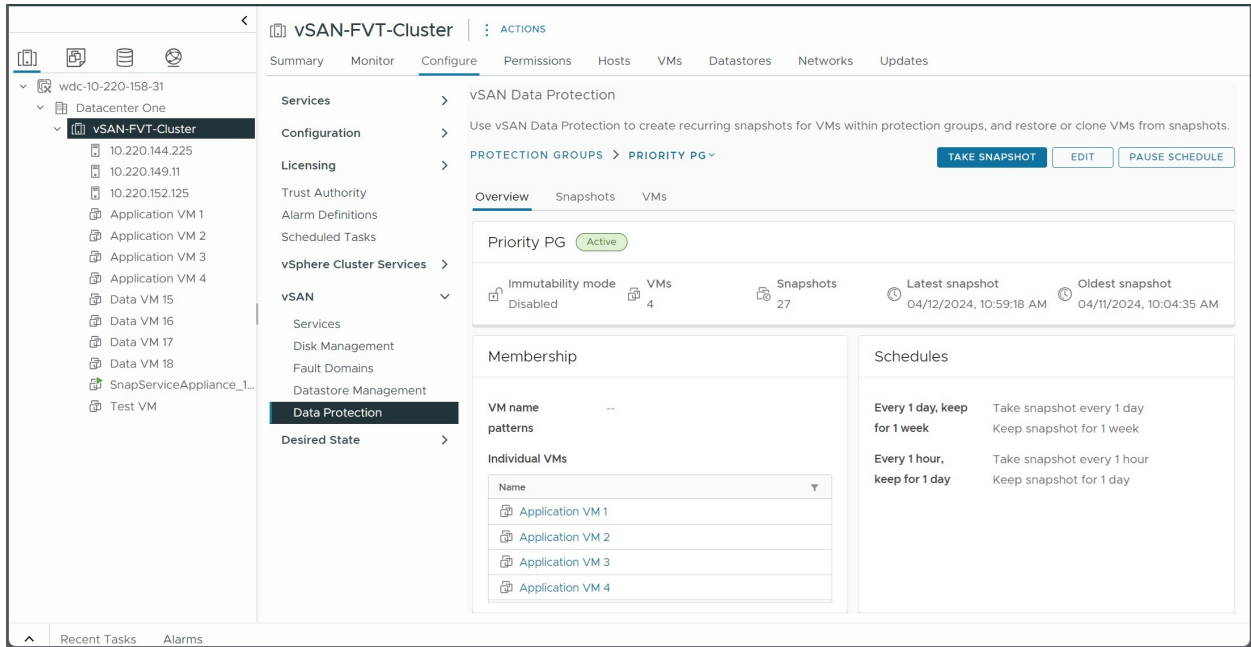 vSAN-FVT-Cluster
ACTIONS
Summary Monitor Configure Permissions Hosts VMs Datastores Networks Updates
wdc-10-220-158-31
Datacenter One
vSAN-FVT-Cluster
10.220.144.225
10.220.149.11
10.220.152.125
Application VM 1
Application VM 2
Application VM 3
Application VM 4
Data VM 15
Data VM 16
Data VM 17
Data VM 18
SnapServiceAppliance_1...
Test VM
Services
Configuration
Licensing
Trust Authority
Alarm Definitions
Scheduled Tasks
vSphere Cluster Services
vSAN
Services
Disk Management
Fault Domains
Datastore Management
Data Protection
Desired State
vSAN Data Protection
Use vSAN Data Protection to create recurring snapshots for VMs within protection groups, and restore or clone VMs from snapshots.
PROTECTION GROUPS > PRIORITY PG
TAKE SNAPSHOT EDIT PAUSE SCHEDULE
Overview Snapshots VMs
Priority PG Active
Immutability mode
Disabled
VMs
4
Snapshots
27
Latest snapshot
04/12/2024, 10:59:18 AM
Oldest snapshot
04/11/2024, 10:04:35 AM
Membership
VM name
patterns
--
Individual VMs
Name
Application VM 1
Application VM 2
Application VM 3
Application VM 4
Schedules
Every 1 day, keep
for 1 week
Take snapshot every 1 day
Keep snapshot for 1 week
Every 1 hour,
keep for 1 day
Take snapshot every 1 hour
Keep snapshot for 1 day
Recent Tasks Alarms